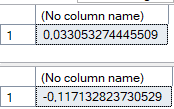 (No column name)
1 0,033053274445509
(No column name)
1 -0,117132823730529